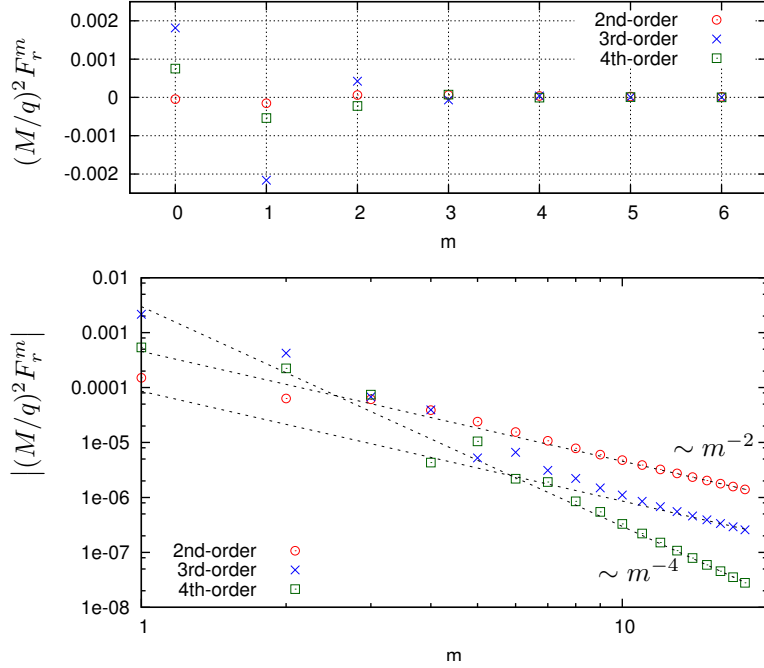 (M/q)²Fᵣᵐ
0.002
0.001
0
-0.001
-0.002
2nd-order
3rd-order
4th-order
0 1 2 3 4 5 6
m
|(M/q)²Fᵣᵐ|
0.01
0.001
0.0001
1e-05
1e-06
1e-07
1e-08
∼ m⁻²
∼ m⁻⁴
2nd-order
3rd-order
4th-order
1 10
m